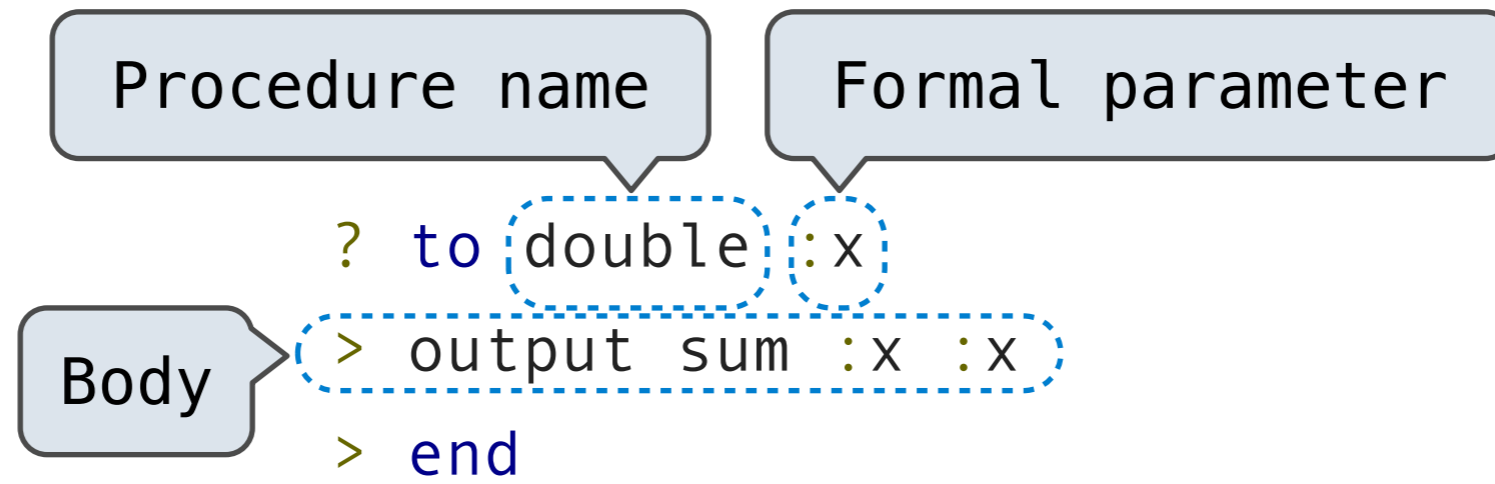 Procedure name
Formal parameter
? to double :x
Body
> output sum :x :x
> end